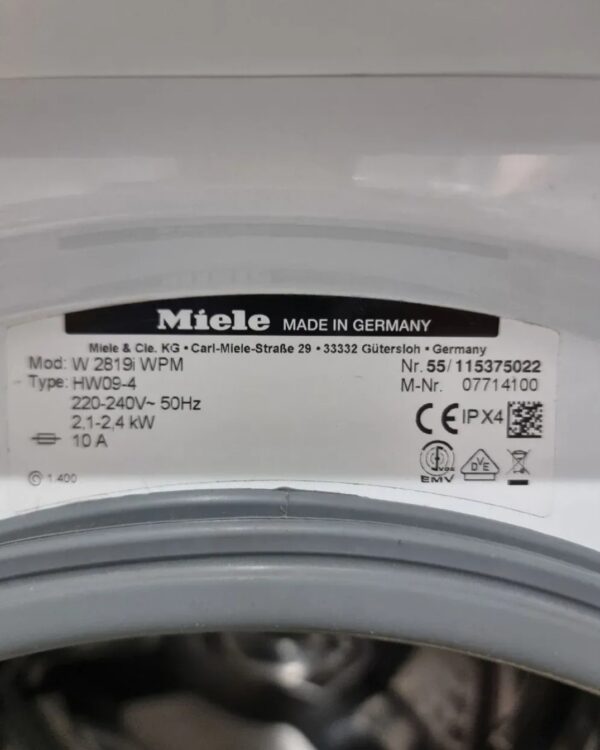 Miele MADE IN GERMANY
Miele & Cie. KG • Carl-Miele-Straße 29 • 33332 Gütersloh • Germany
Mod: W 2819i WPM
Nr. 55/ 115375022
Type: HW09-4
M-Nr. 07714100
220-240V~ 50Hz
2,1-2,4 kW
CE IPX4
10 A
VDE
EMV
DVE
1.400